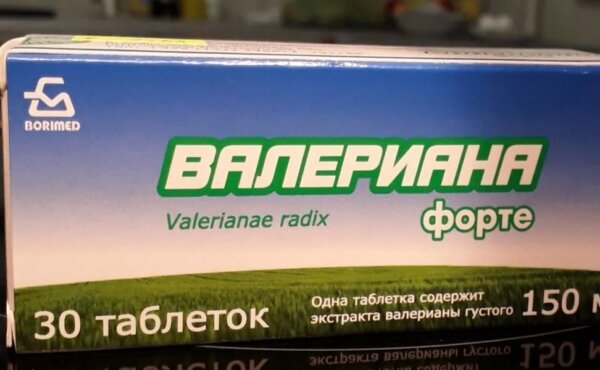 BORIMED
ВАЛЕРИАНА
Valerianae radix
форте
30 таблеток
Одна таблетка содержит
экстракта валерианы густого 150